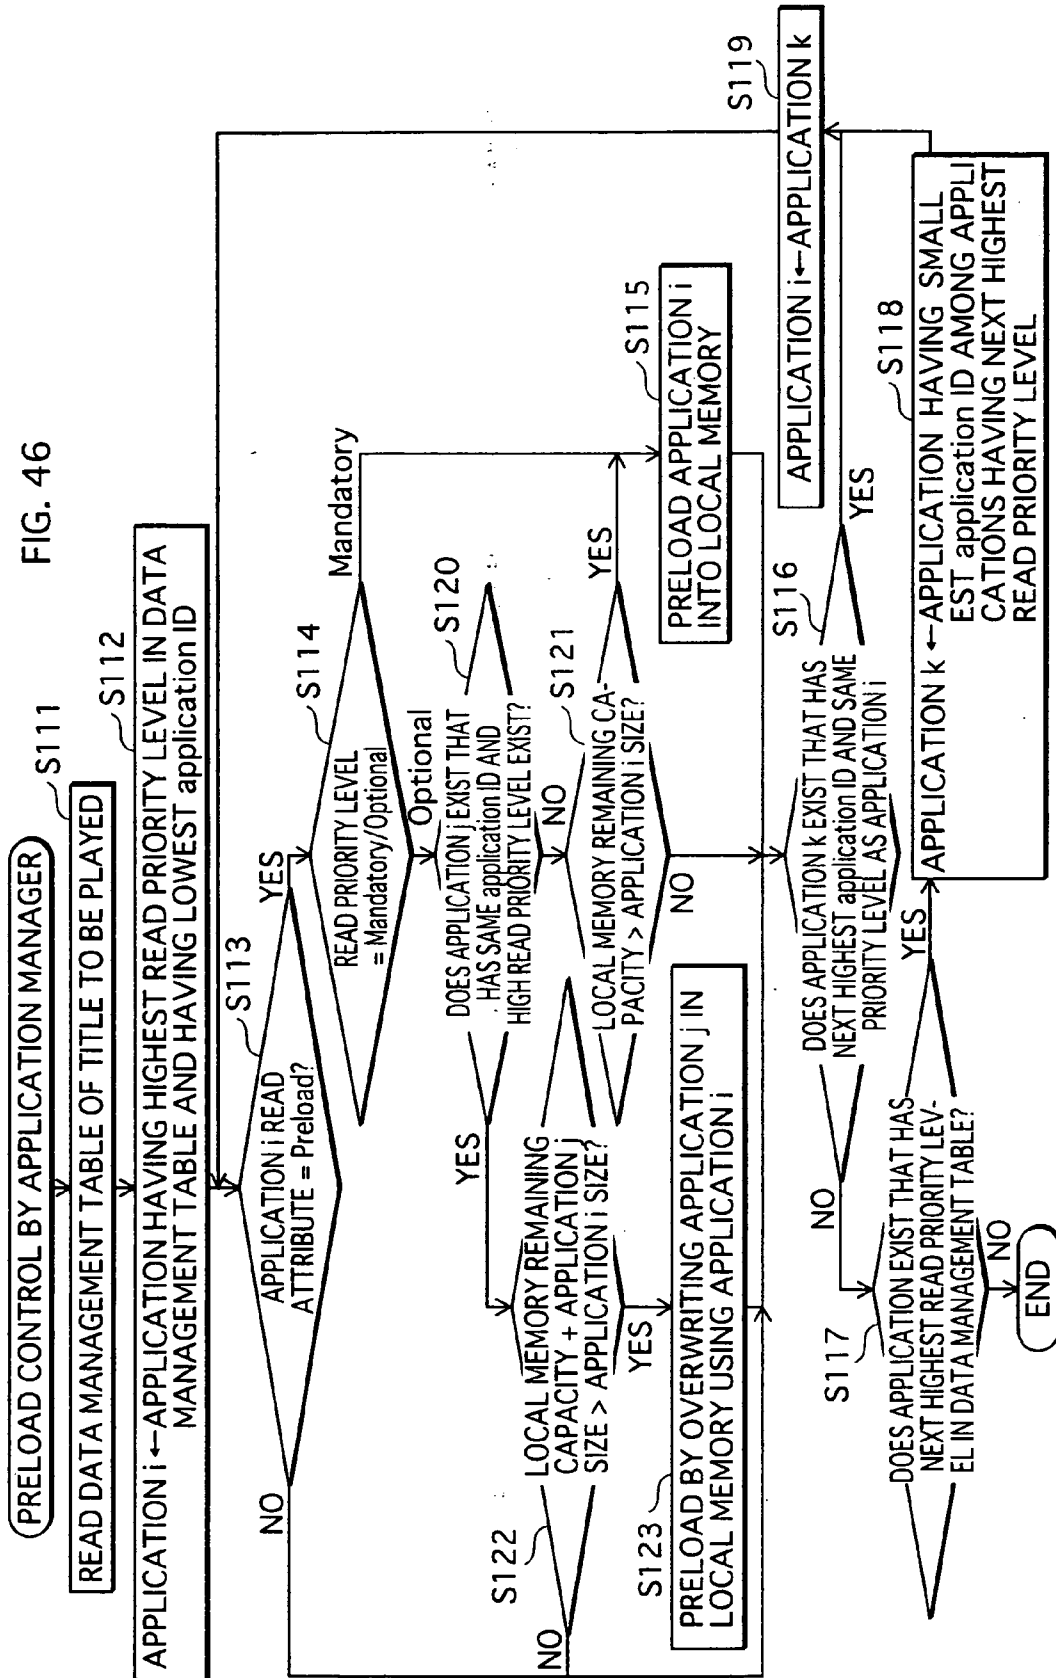 FIG. 46
PRELOAD CONTROL BY APPLICATION MANAGER
S111
READ DATA MANAGEMENT TABLE OF TITLE TO BE PLAYED
S112
APPLICATION i ← APPLICATION HAVING HIGHEST READ PRIORITY LEVEL IN DATA
MANAGEMENT TABLE AND HAVING LOWEST application ID
S113
APPLICATION i READ
ATTRIBUTE = Preload?
YES
NO
S114
READ PRIORITY LEVEL
= Mandatory/Optional
Mandatory
Optional
S120
DOES APPLICATION j EXIST THAT
HAS SAME application ID AND
HIGH READ PRIORITY LEVEL EXIST?
YES
NO
S121
LOCAL MEMORY REMAINING CA-
PACITY > APPLICATION i SIZE?
YES
NO
S115
PRELOAD APPLICATION i
INTO LOCAL MEMORY
S122
LOCAL MEMORY REMAINING
CAPACITY + APPLICATION j
SIZE > APPLICATION i SIZE?
NO
YES
S123
PRELOAD BY OVERWRITING APPLICATION j IN
LOCAL MEMORY USING APPLICATION i
S116
DOES APPLICATION k EXIST THAT HAS
NEXT HIGHEST application ID AND SAME
PRIORITY LEVEL AS APPLICATION i
YES
NO
S119
APPLICATION i ← APPLICATION k
S117
DOES APPLICATION EXIST THAT HAS
NEXT HIGHEST READ PRIORITY LEV-
EL IN DATA MANAGEMENT TABLE?
YES
NO
S118
APPLICATION k ← APPLICATION HAVING SMALL
EST application ID AMONG APPLI
CATIONS HAVING NEXT HIGHEST
READ PRIORITY LEVEL
END